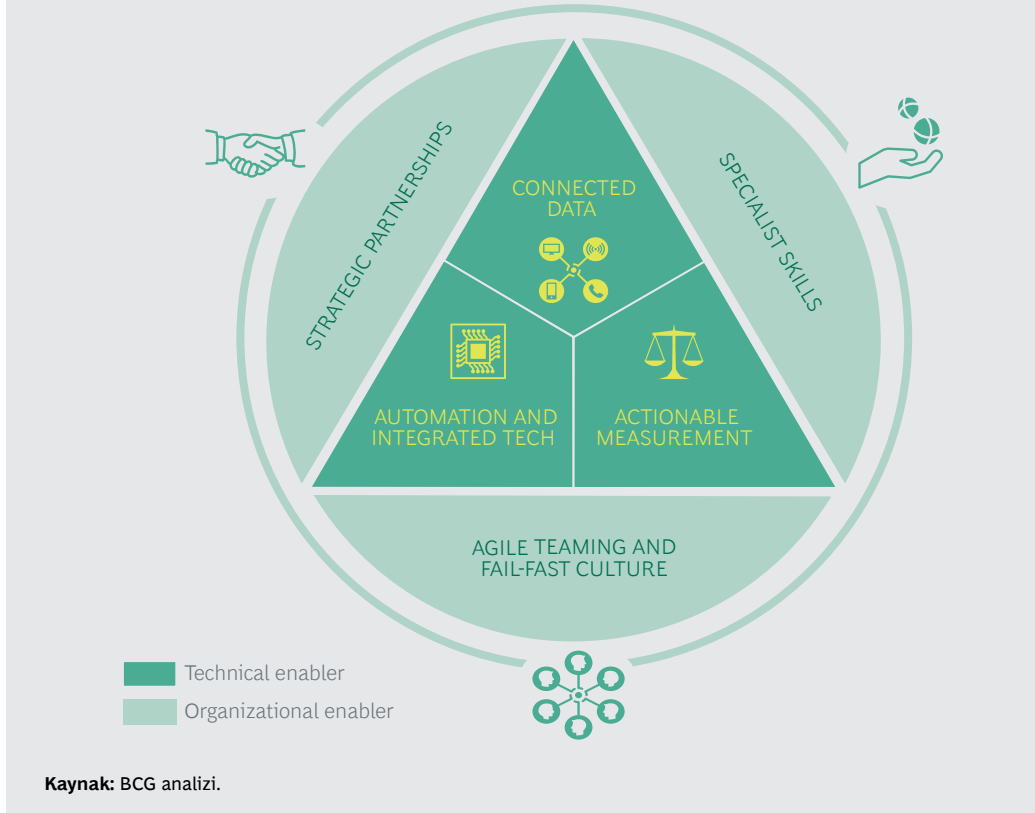 STRATEGIC PARTNERSHIPS
SPECIALIST SKILLS
CONNECTED
DATA
AUTOMATION AND
INTEGRATED TECH
ACTIONABLE
MEASUREMENT
AGILE TEAMING AND
FAIL-FAST CULTURE
Technical enabler
Organizational enabler
Kaynak: BCG analizi.